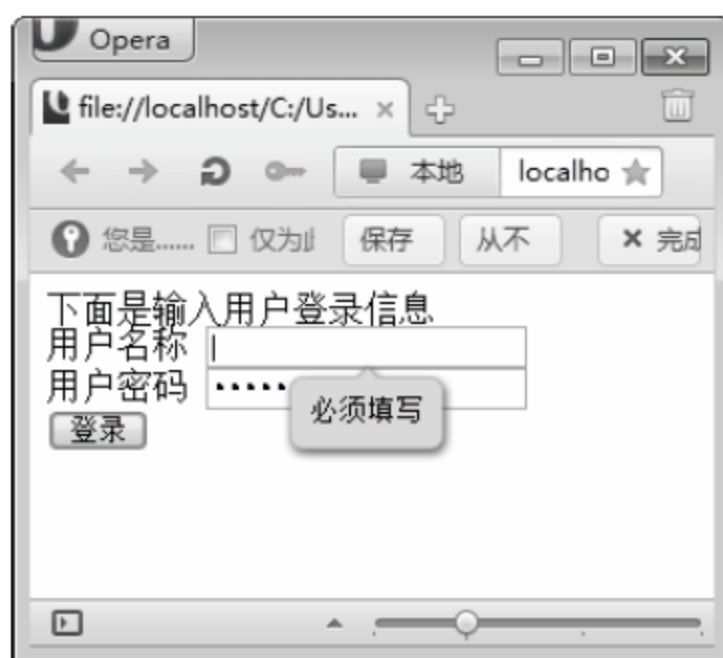 Opera
file://localhost/C:/Us...
本地 localho
您是...... 仅为 保存 从不 完成
下面是输入用户登录信息
用户名称
用户密码 •••••
必须填写
登录